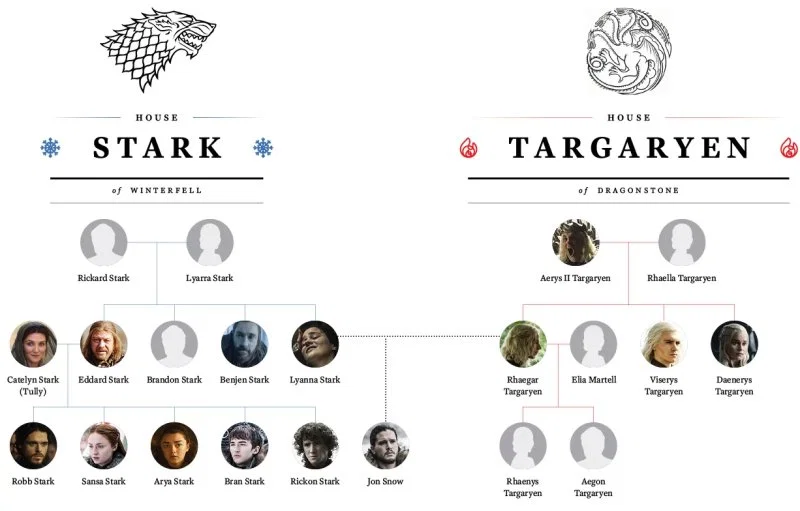 HOUSE
STARK
of WINTERFELL
Rickard Stark
Lyarra Stark
Catelyn Stark
(Tully)
Eddard Stark
Brandon Stark
Benjen Stark
Lyanna Stark
Robb Stark
Sansa Stark
Arya Stark
Bran Stark
Rickon Stark
Jon Snow
HOUSE
TARGARYEN
of DRAGONSTONE
Aerys II Targaryen
Rhaella Targaryen
Rhaegar
Targaryen
Elia Martell
Viserys
Targaryen
Daenerys
Targaryen
Rhaenys
Targaryen
Aegon
Targaryen